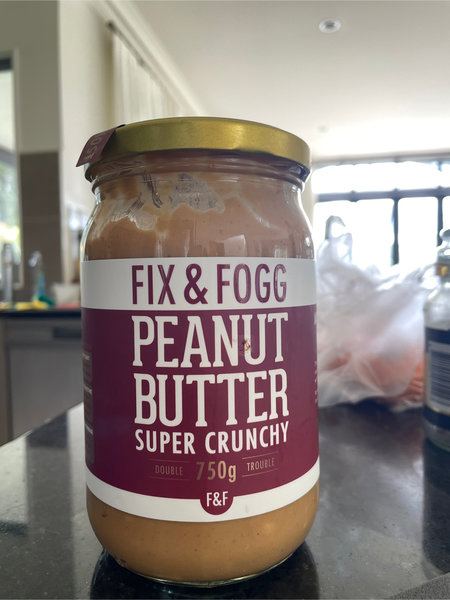 FIX & FOGG
PEANUT
BUTTER
SUPER CRUNCHY
DOUBLE 750g TROUBLE
F&F